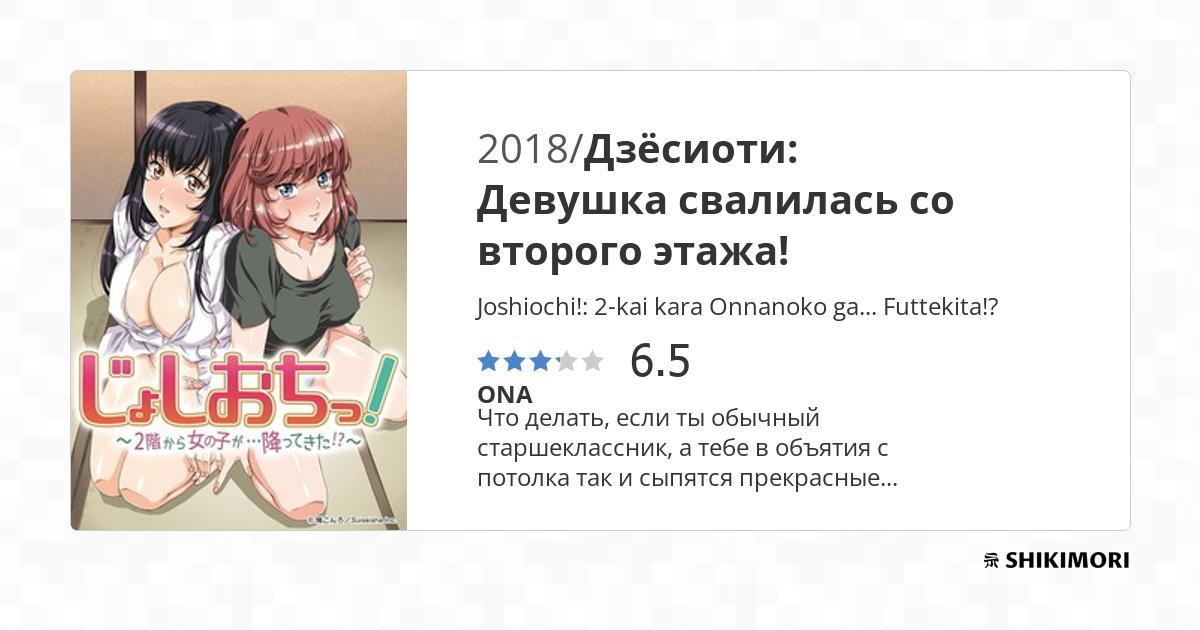 2018/Дзёсиоти:
Девушка свалилась со
второго этажа!
Joshiochi!: 2-kai kara Onnanoko ga... Futtekita!?
6.5
ONA
Что делать, если ты обычный
старшеклассник, а тебе в объятия с
потолка так и сыпятся прекрасные...
じょしおちっ!
～2階から女の子が…降ってきた!?～
SHIKIMORI